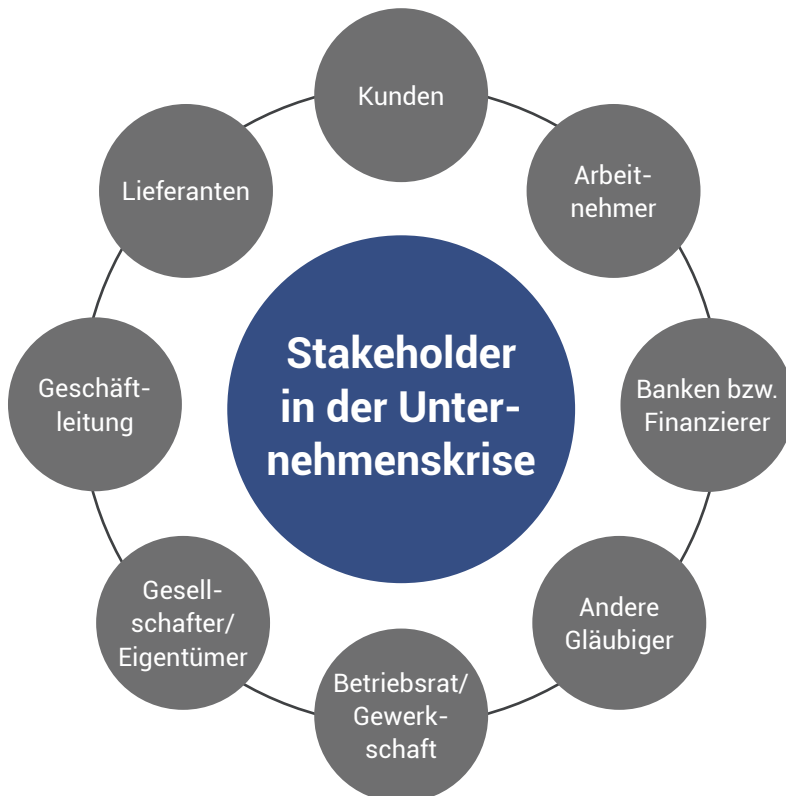 Kunden
Arbeit-
nehmer
Banken bzw.
Finanzierer
Andere
Gläubiger
Betriebsrat/
Gewerk-
schaft
Gesell-
schafter/
Eigentümer
Geschäft-
leitung
Lieferanten
Stakeholder
in der Unter-
nehmenskrise